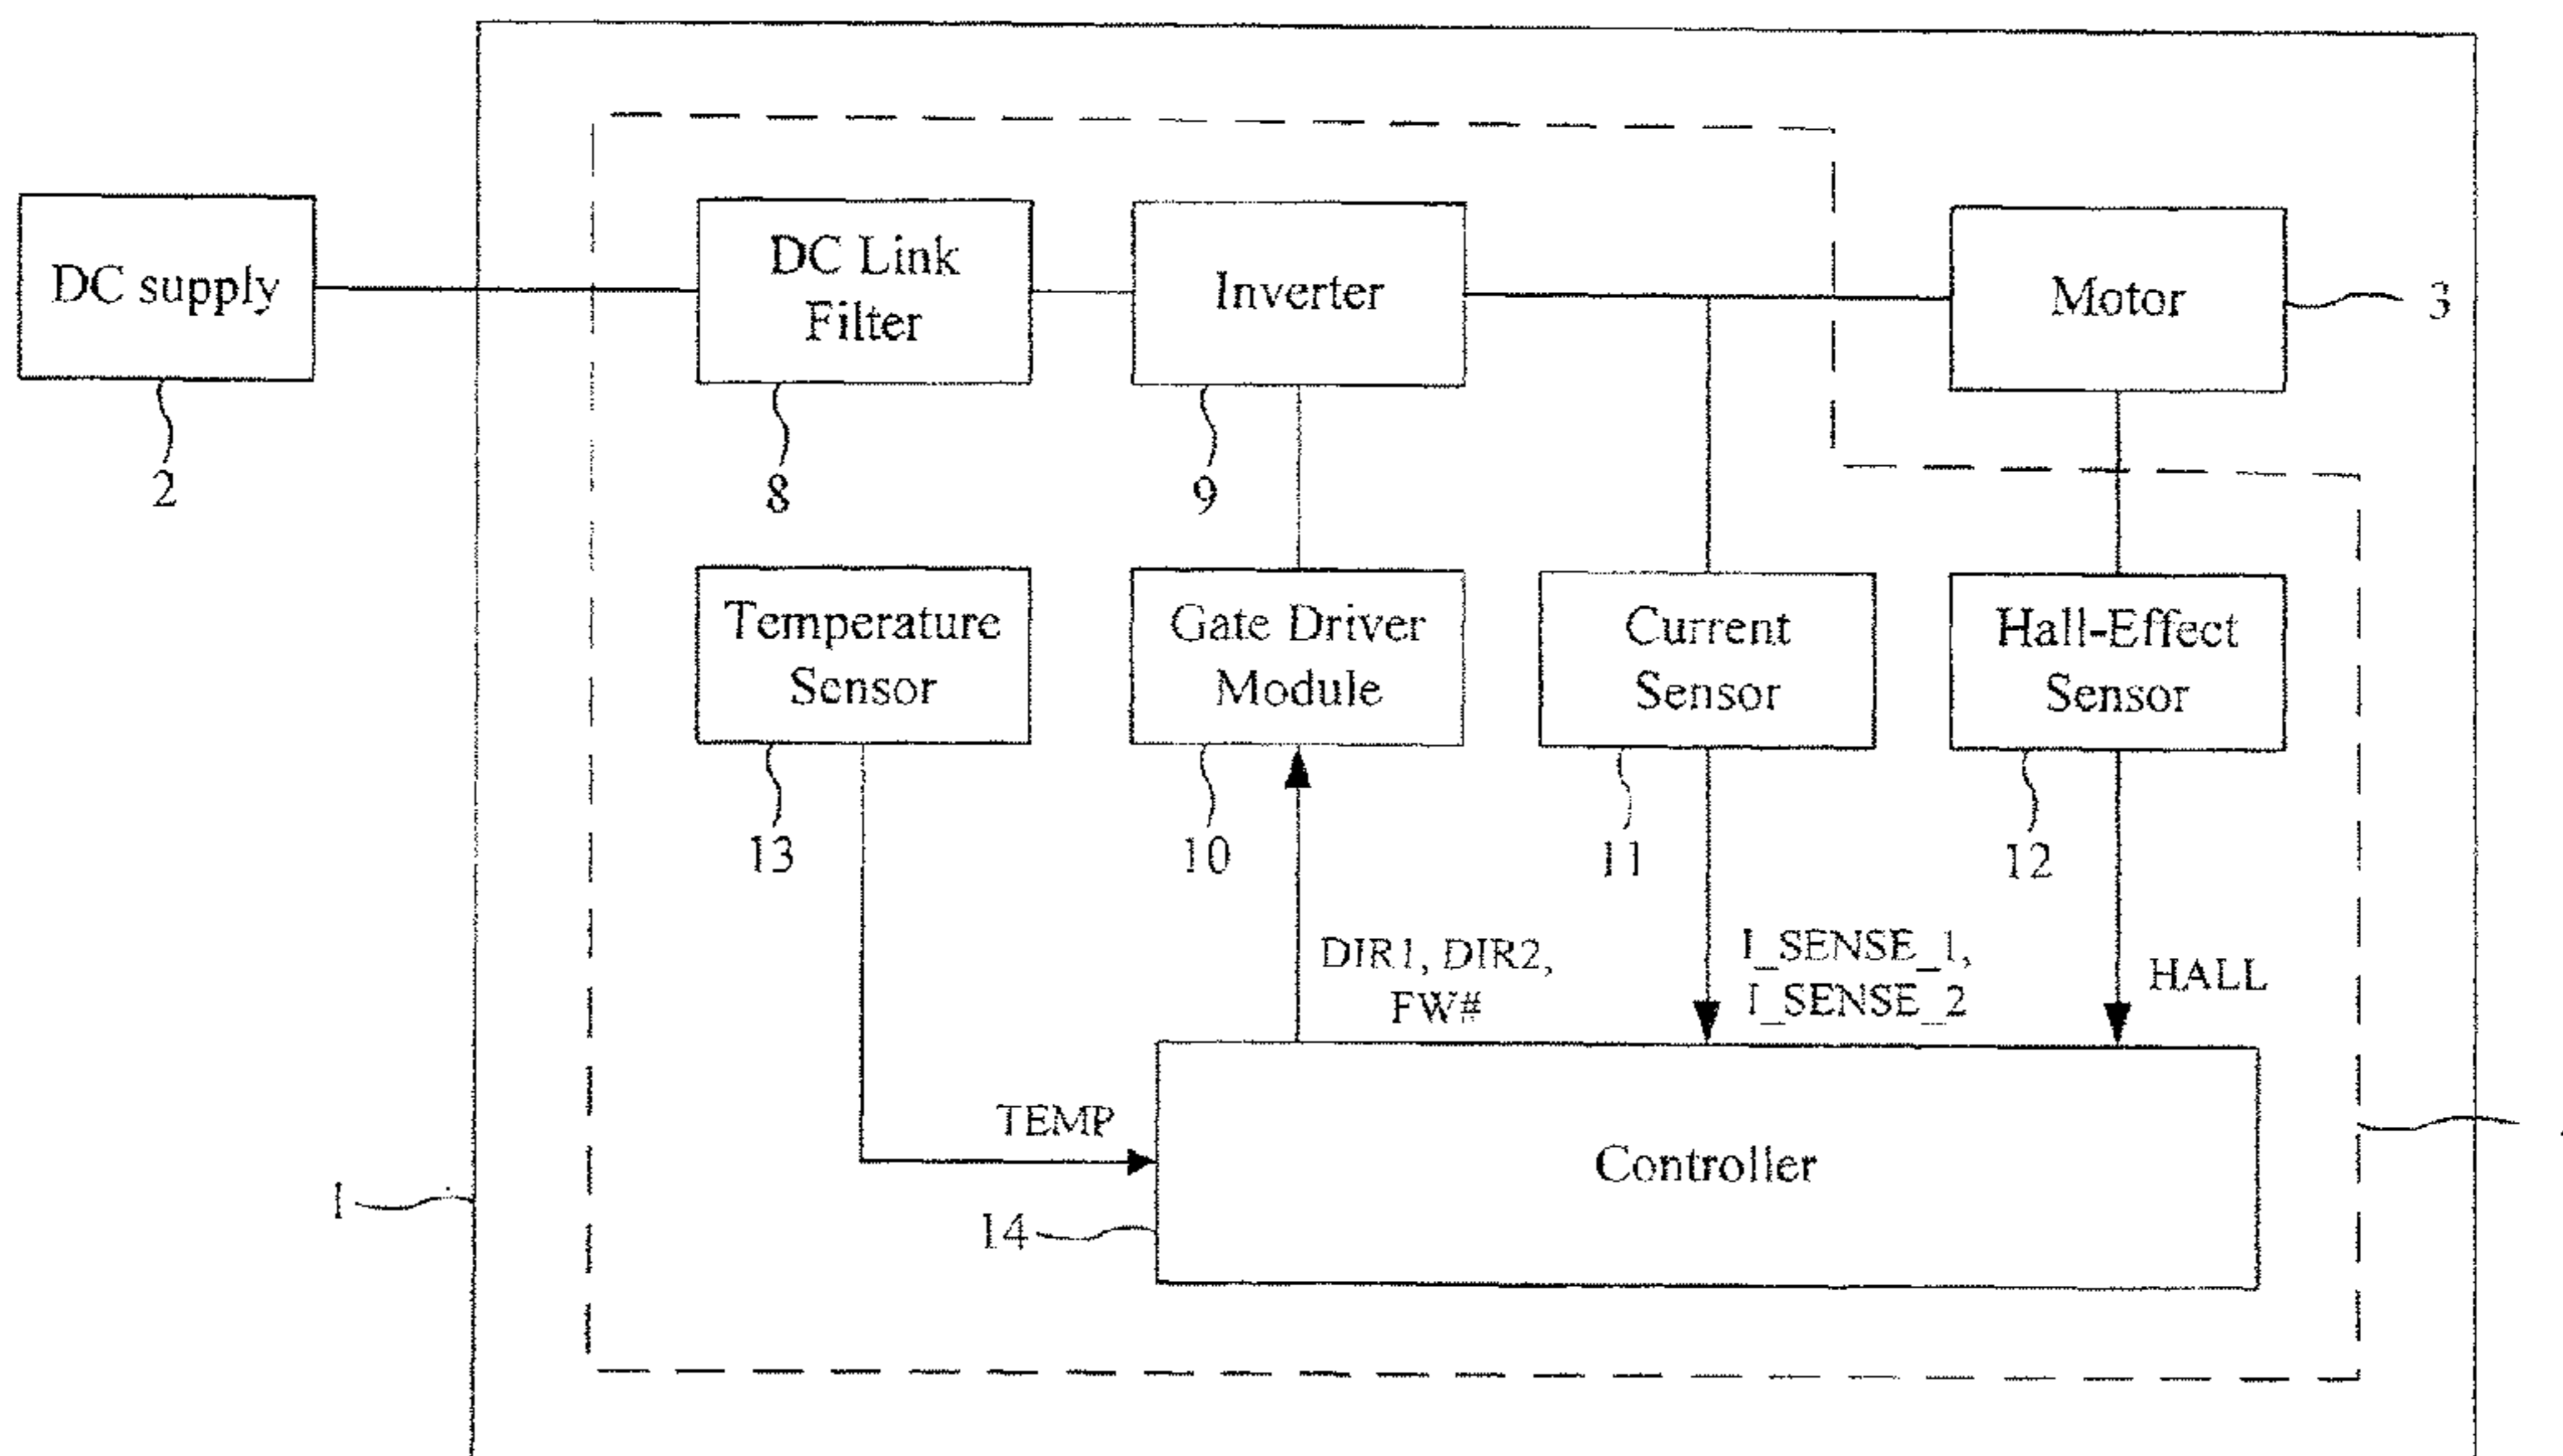 DC supply
2
DC Link
Filter
8
Inverter
9
Motor
3
Temperature
Sensor
13
Gate Driver
Module
10
Current
Sensor
11
Hall-Effect
Sensor
12
DIR1, DIR2,
FW#
I_SENSE_1,
I_SENSE_2
HALL
TEMP
Controller
14
1